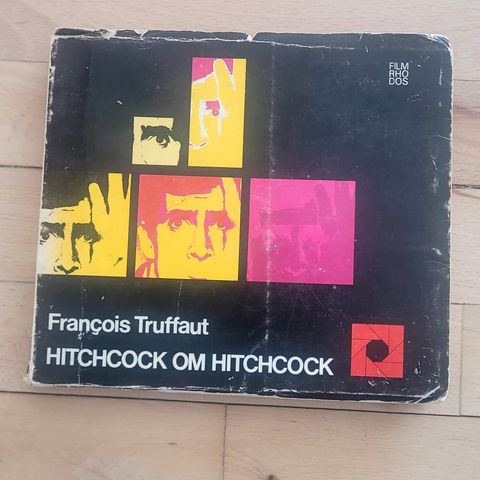 FILM
RHO
DOS
François Truffaut
HITCHCOCK OM HITCHCOCK